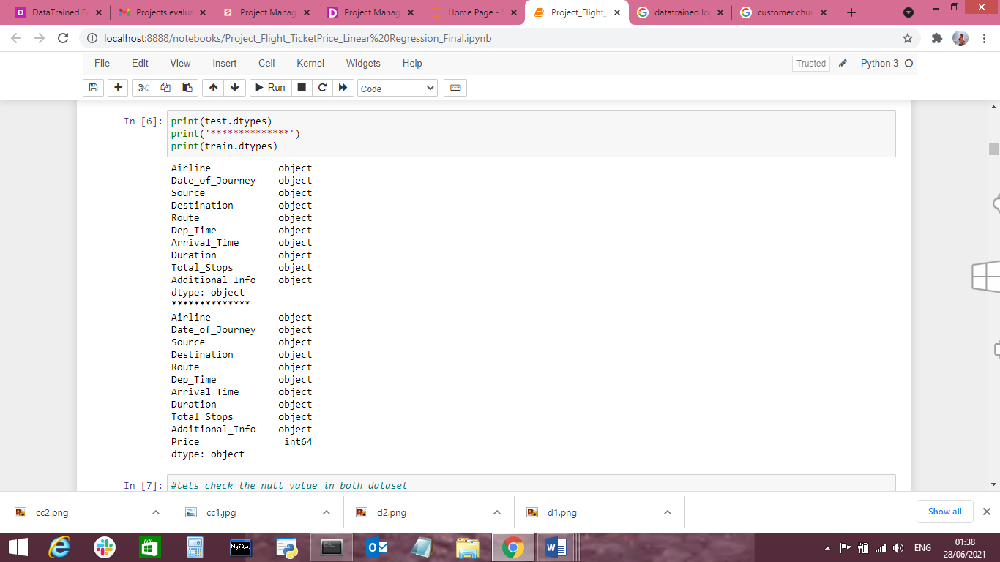 DataTrained Ec
Projects evalua
Project Manag
Project Manag
Home Page -
Project_Flight_
datatrained lo
customer chur
localhost:8888/notebooks/Project_Flight_TicketPrice_Linear%20Regression_Final.ipynb
File Edit View Insert Cell Kernel Widgets Help Trusted Python 3
Run Code
In [6]: print(test.dtypes)
print('**************')
print(train.dtypes)
Airline object
Date_of_Journey object
Source object
Destination object
Route object
Dep_Time object
Arrival_Time object
Duration object
Total_Stops object
Additional_Info object
dtype: object
**************
Airline object
Date_of_Journey object
Source object
Destination object
Route object
Dep_Time object
Arrival_Time object
Duration object
Total_Stops object
Additional_Info object
Price int64
dtype: object
In [7]: #lets check the null value in both dataset
cc2.png cc1.jpg d2.png d1.png Show all
MySQL
ENG
01:38
28/06/2021